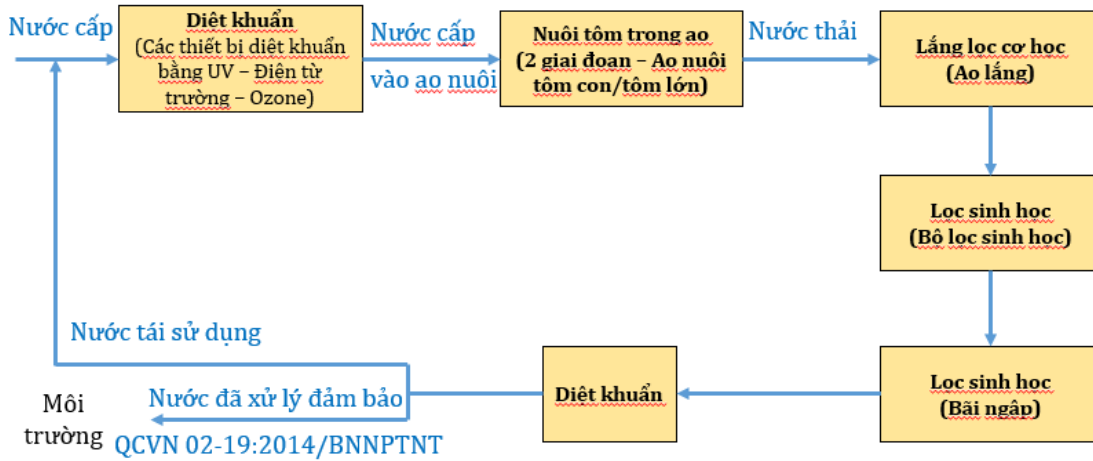 Nước cấp
Diệt khuẩn
(Các thiết bị diệt khuẩn
bằng UV – Điện từ
trường – Ozone)
Nước cấp
vào ao nuôi
Nuôi tôm trong ao
(2 giai đoạn – Ao nuôi
tôm con/tôm lớn)
Nước thải
Lắng lọc cơ học
(Ao lắng)
Lọc sinh học
(Bộ lọc sinh học)
Lọc sinh học
(Bãi ngập)
Diệt khuẩn
Nước tái sử dụng
Nước đã xử lý đảm bảo
QCVN 02-19:2014/BNNPTNT
Môi
trường